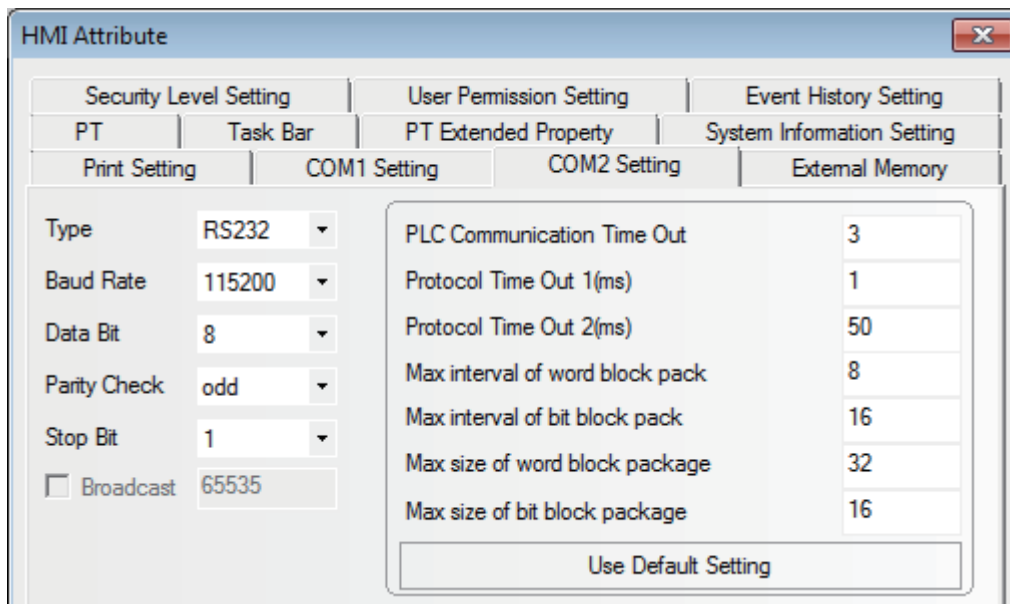 HMI Attribute
Security Level Setting User Permission Setting Event History Setting
PT Task Bar PT Extended Property System Information Setting
Print Setting COM1 Setting COM2 Setting External Memory
Type RS232
Baud Rate 115200
Data Bit 8
Parity Check odd
Stop Bit 1
Broadcast 65535
PLC Communication Time Out 3
Protocol Time Out 1(ms) 1
Protocol Time Out 2(ms) 50
Max interval of word block pack 8
Max interval of bit block pack 16
Max size of word block package 32
Max size of bit block package 16
Use Default Setting